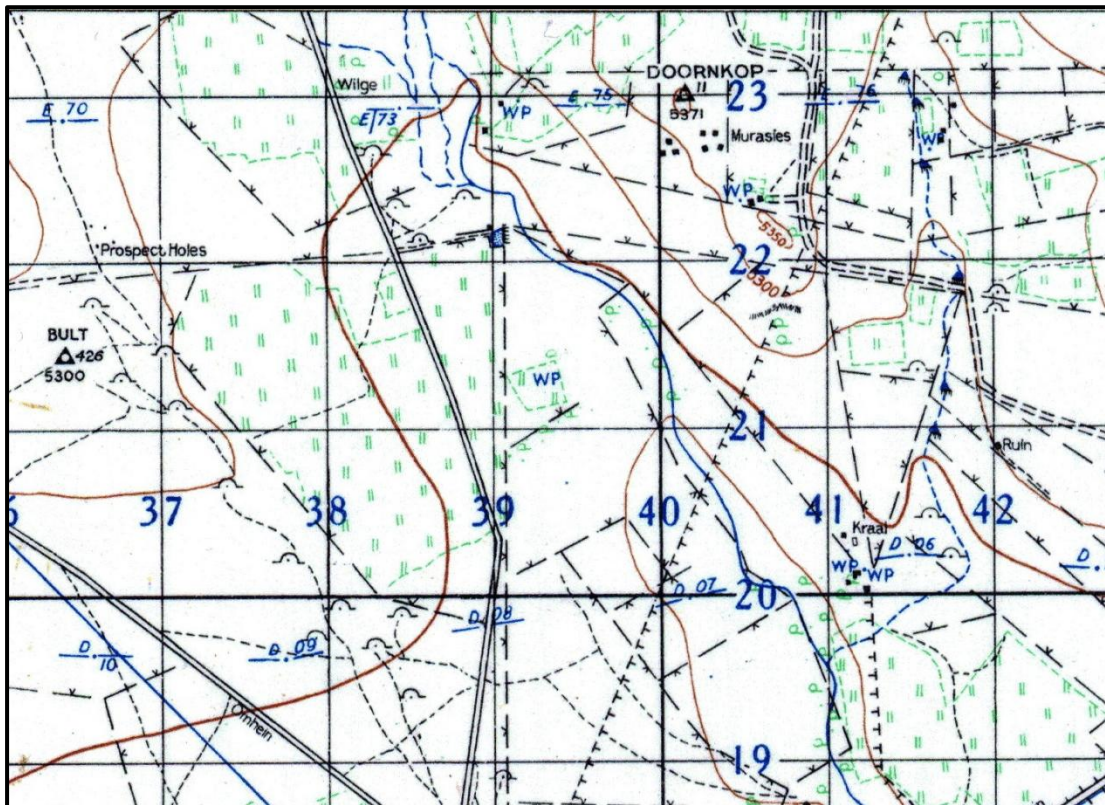 Wilge
DOORNKOP
11
5371
23
E 70
E 73
WP
E 75
E 76
WP
Murasies
WP
5350
Prospect Holes
22
5300
BULT
426
5300
WP
21
Ruin
37
38
39
40
41
42
Kraal
D 06
D
WP
WP
D 07
20
D 08
D 09
D 10
19